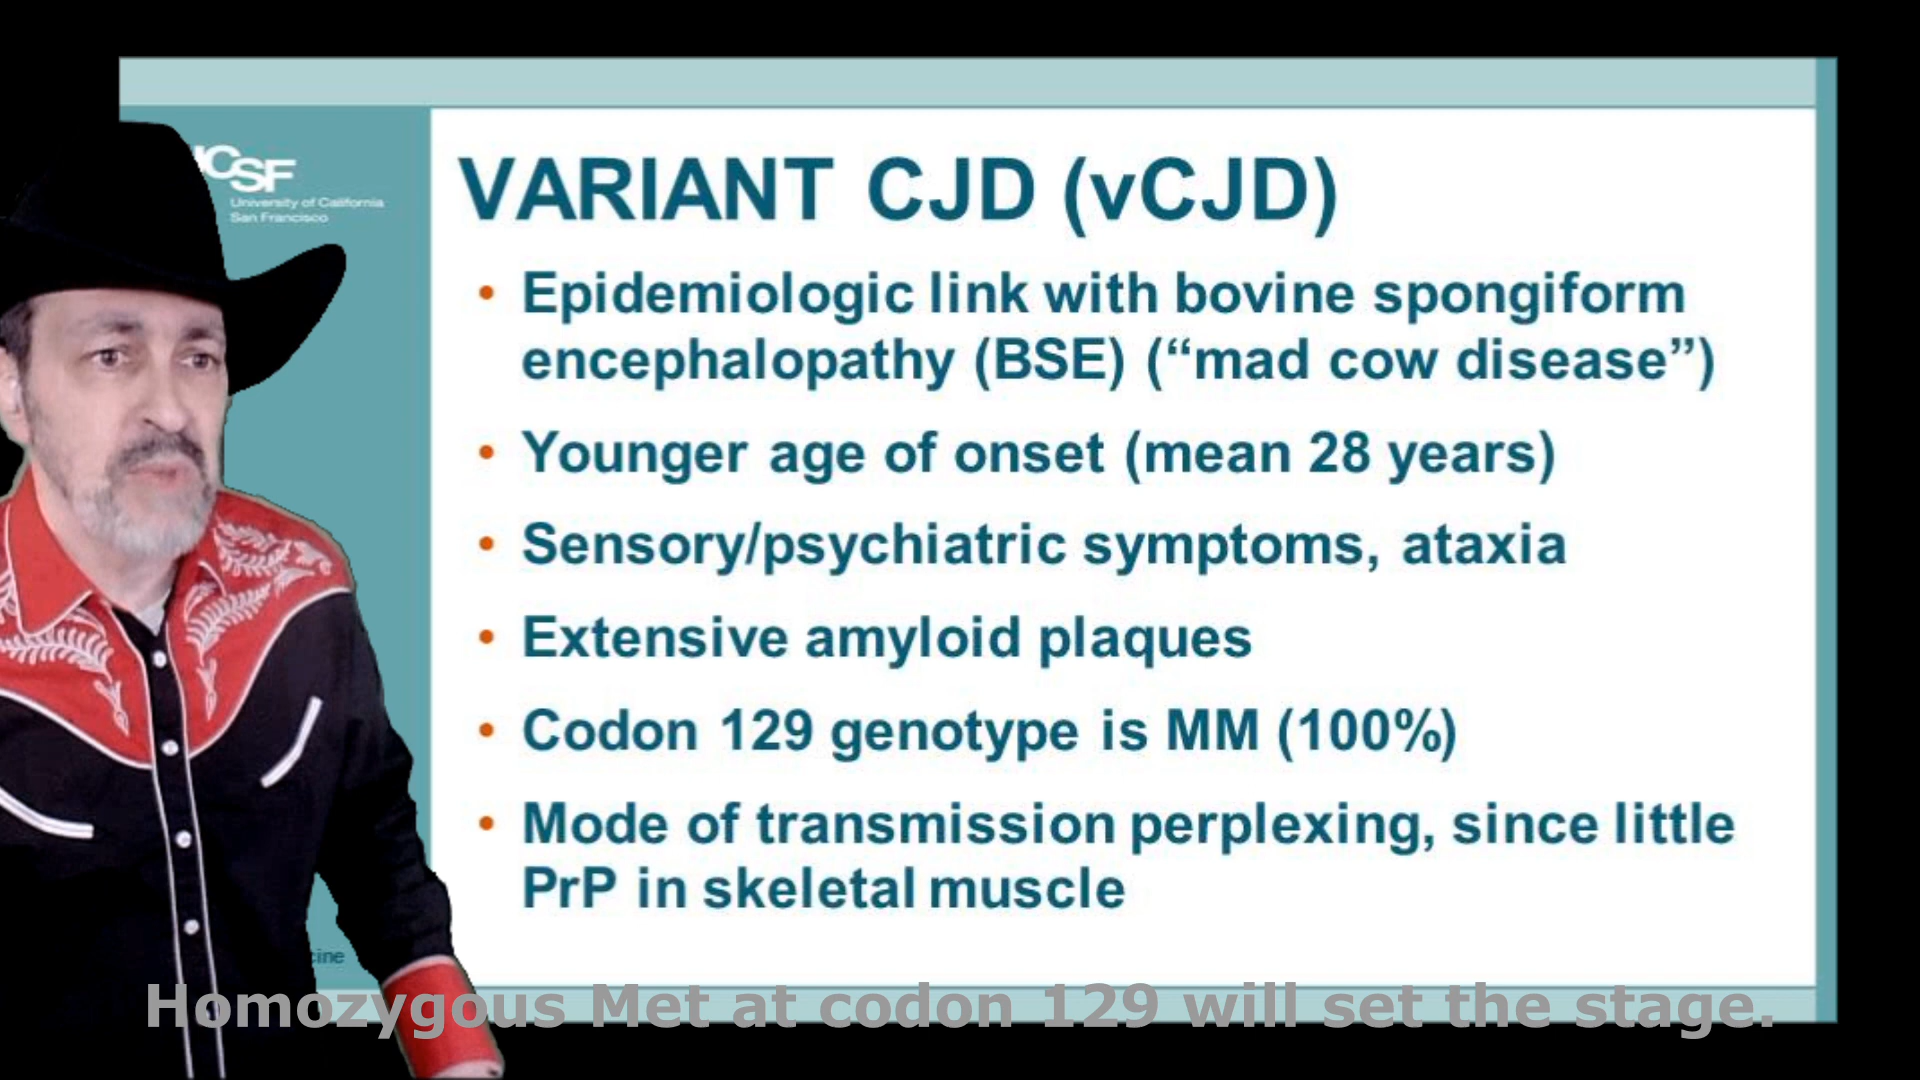 CSF
University of California
San Francisco
VARIANT CJD (vCJD)
• Epidemiologic link with bovine spongiform
encephalopathy (BSE) (“mad cow disease”)
• Younger age of onset (mean 28 years)
• Sensory/psychiatric symptoms, ataxia
• Extensive amyloid plaques
• Codon 129 genotype is MM (100%)
• Mode of transmission perplexing, since little
PrP in skeletal muscle
cine
Homozygous Met at codon 129 will set the stage.